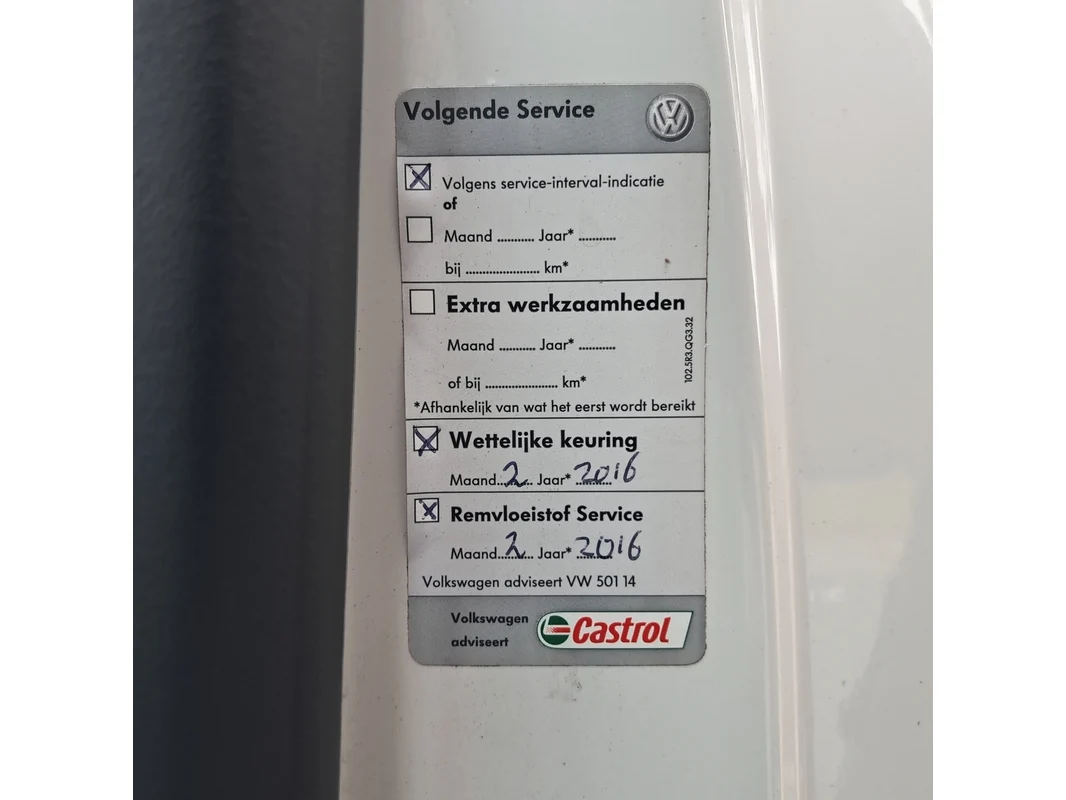 Volgende Service
Volgens service-interval-indicatie
of
Maand ........... Jaar* ...........
bij ...................... km*
Extra werkzaamheden
Maand ........... Jaar* ...........
of bij ...................... km*
102.5R3.QG3.32
*Afhankelijk van wat het eerst wordt bereikt
Wettelijke keuring
Maand 2 Jaar* 2016
Remvloeistof Service
Maand 2 Jaar* 2016
Volkswagen adviseert VW 501 14
Volkswagen
adviseert
Castrol